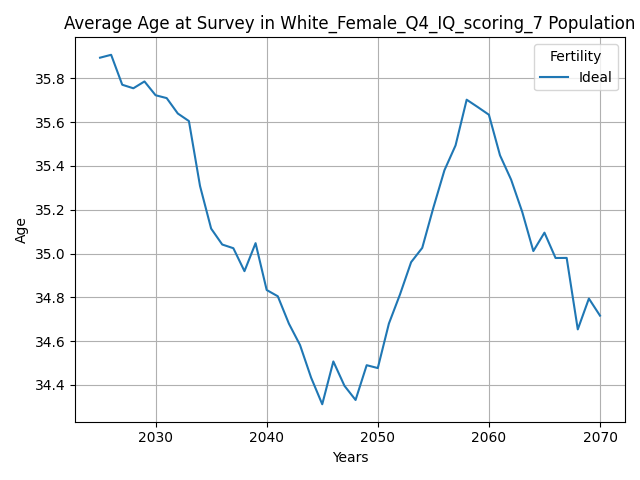 Average Age at Survey in White_Female_Q4_IQ_scoring_7 Population
Fertility
Ideal
Age
35.8
35.6
35.4
35.2
35.0
34.8
34.6
34.4
2030 2040 2050 2060 2070
Years